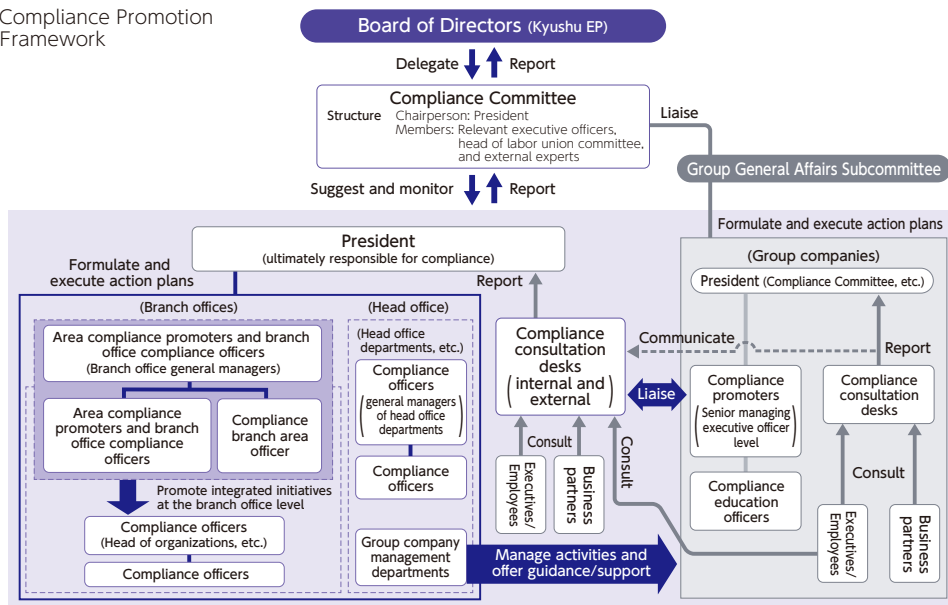 Compliance Promotion
Framework
Board of Directors (Kyushu EP)
Delegate
Report
Compliance Committee
Structure
Chairperson: President
Members: Relevant executive officers,
head of labor union committee,
and external experts
Liaise
Group General Affairs Subcommittee
Suggest and monitor
Report
Formulate and execute action plans
President
(ultimately responsible for compliance)
Formulate and
execute action plans
(Branch offices)
Area compliance promoters and branch
office compliance officers
(Branch office general managers)
Area compliance
promoters and branch
office compliance
officers
Compliance
branch area
officer
Promote integrated initiatives
at the branch office level
Compliance officers
(Head of organizations, etc.)
Compliance officers
(Head office)
(Head office
departments, etc.)
Compliance
officers
(general managers
of head office
departments)
Compliance
officers
Group company
management
departments
Report
Compliance
consultation
desks
(internal and
external)
Consult
Executives/
Employees
Business
partners
Consult
Liaise
Communicate
Manage activities and
offer guidance/support
(Group companies)
President (Compliance Committee, etc.)
Report
Compliance
promoters
(Senior managing
executive officer
level)
Compliance
education
officers
Compliance
consultation
desks
Consult
Executives/
Employees
Business
partners